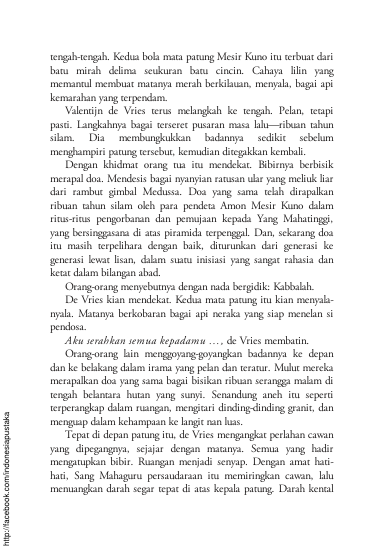 tengah-tengah. Kedua bola mata patung Mesir Kuno itu terbuat dari
batu mirah delima seukuran batu cincin. Cahaya lilin yang
memantul membuat matanya merah berkilauan, menyala, bagai api
kemarahan yang terpendam.
Valentijn de Vries terus melangkah ke tengah. Pelan, tetapi
pasti. Langkahnya bagai terseret pusaran masa lalu—ribuan tahun
silam. Dia membungkukkan badannya sedikit sebelum
menghampiri patung tersebut, kemudian ditegakkan kembali.
Dengan khidmat orang tua itu mendekat. Bibirnya berbisik
merapal doa. Mendesis bagai nyanyian ratusan ular yang meliuk liar
dari rambut gimbal Medussa. Doa yang sama telah dirapalkan
ribuan tahun silam oleh para pendeta Amon Mesir Kuno dalam
ritus-ritus pengorbanan dan pemujaan kepada Yang Mahatinggi,
yang bersinggasana di atas piramida terpenggal. Dan, sekarang doa
itu masih terpelihara dengan baik, diturunkan dari generasi ke
generasi lewat lisan, dalam suatu inisiasi yang sangat rahasia dan
ketat dalam bilangan abad.
Orang-orang menyebutnya dengan nada bergidik: Kabbalah.
De Vries kian mendekat. Kedua mata patung itu kian menyala-
nyala. Matanya berkobaran bagai api neraka yang siap menelan si
pendosa.
Aku serahkan semua kepadamu …, de Vries membatin.
Orang-orang lain menggoyang-goyangkan badannya ke depan
dan ke belakang dalam irama yang pelan dan teratur. Mulut mereka
merapalkan doa yang sama bagai bisikan ribuan serangga malam di
tengah belantara hutan yang sunyi. Senandung aneh itu seperti
terperangkap dalam ruangan, mengitari dinding-dinding granit, dan
menguap dalam kehampaan ke langit nan luas.
Tepat di depan patung itu, de Vries mengangkat perlahan cawan
yang dipegangnya, sejajar dengan matanya. Semua yang hadir
mengatupkan bibir. Ruangan menjadi senyap. Dengan amat hati-
hati, Sang Mahaguru persaudaraan itu memiringkan cawan, lalu
menuangkan darah segar tepat di atas kepala patung. Darah kental
http://facebook.com/indonesiapustaka